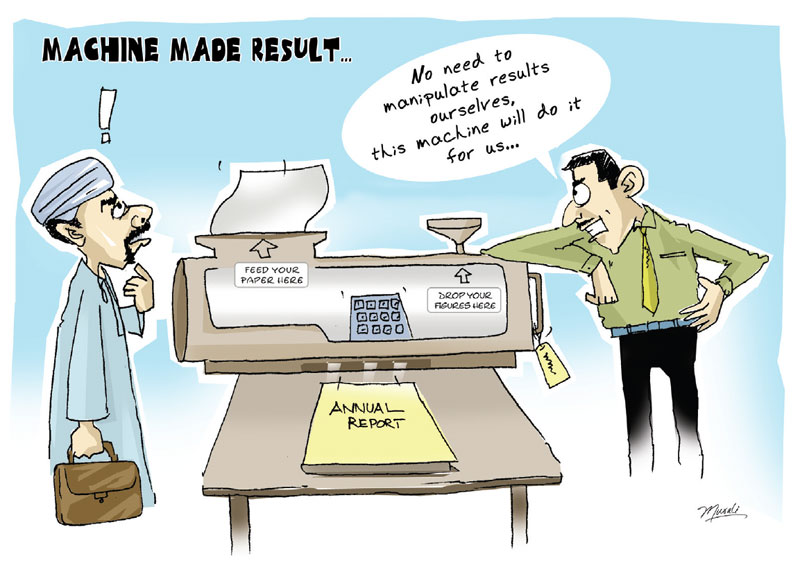 MACHINE MADE RESULT...
!
No need to
manipulate results
ourselves,
this machine will do it
for us...
FEED YOUR
PAPER HERE
DROP YOUR
FIGURES HERE
ANNUAL
REPORT
Murali